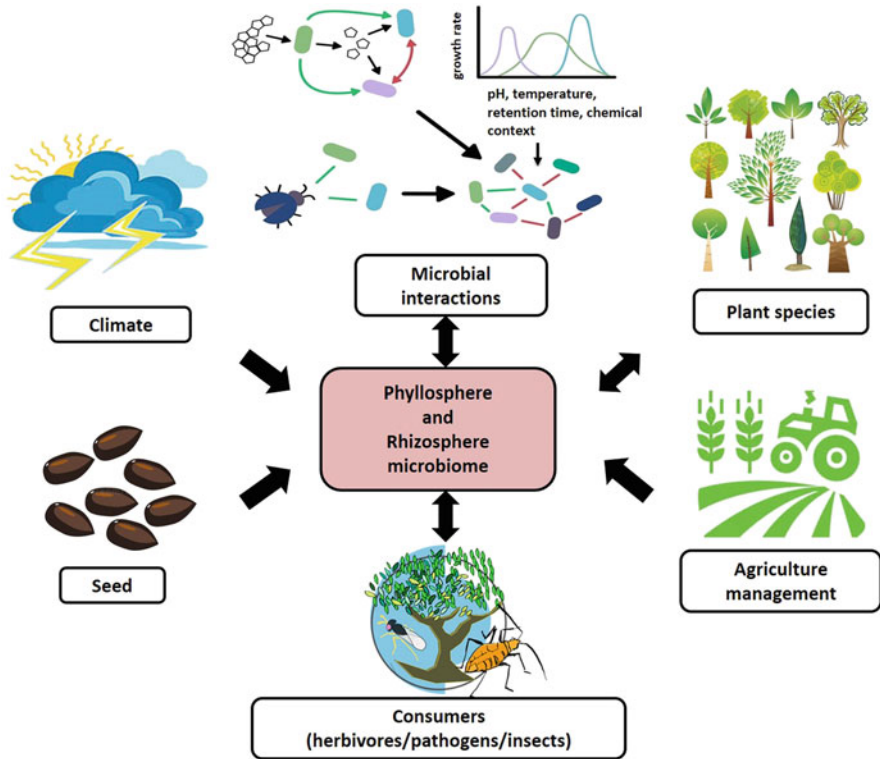 growth rate
pH, temperature,
retention time, chemical
context
Microbial
interactions
Climate
Plant species
Phyllosphere
and
Rhizosphere
microbiome
Seed
Agriculture
management
Consumers
(herbivores/pathogens/insects)